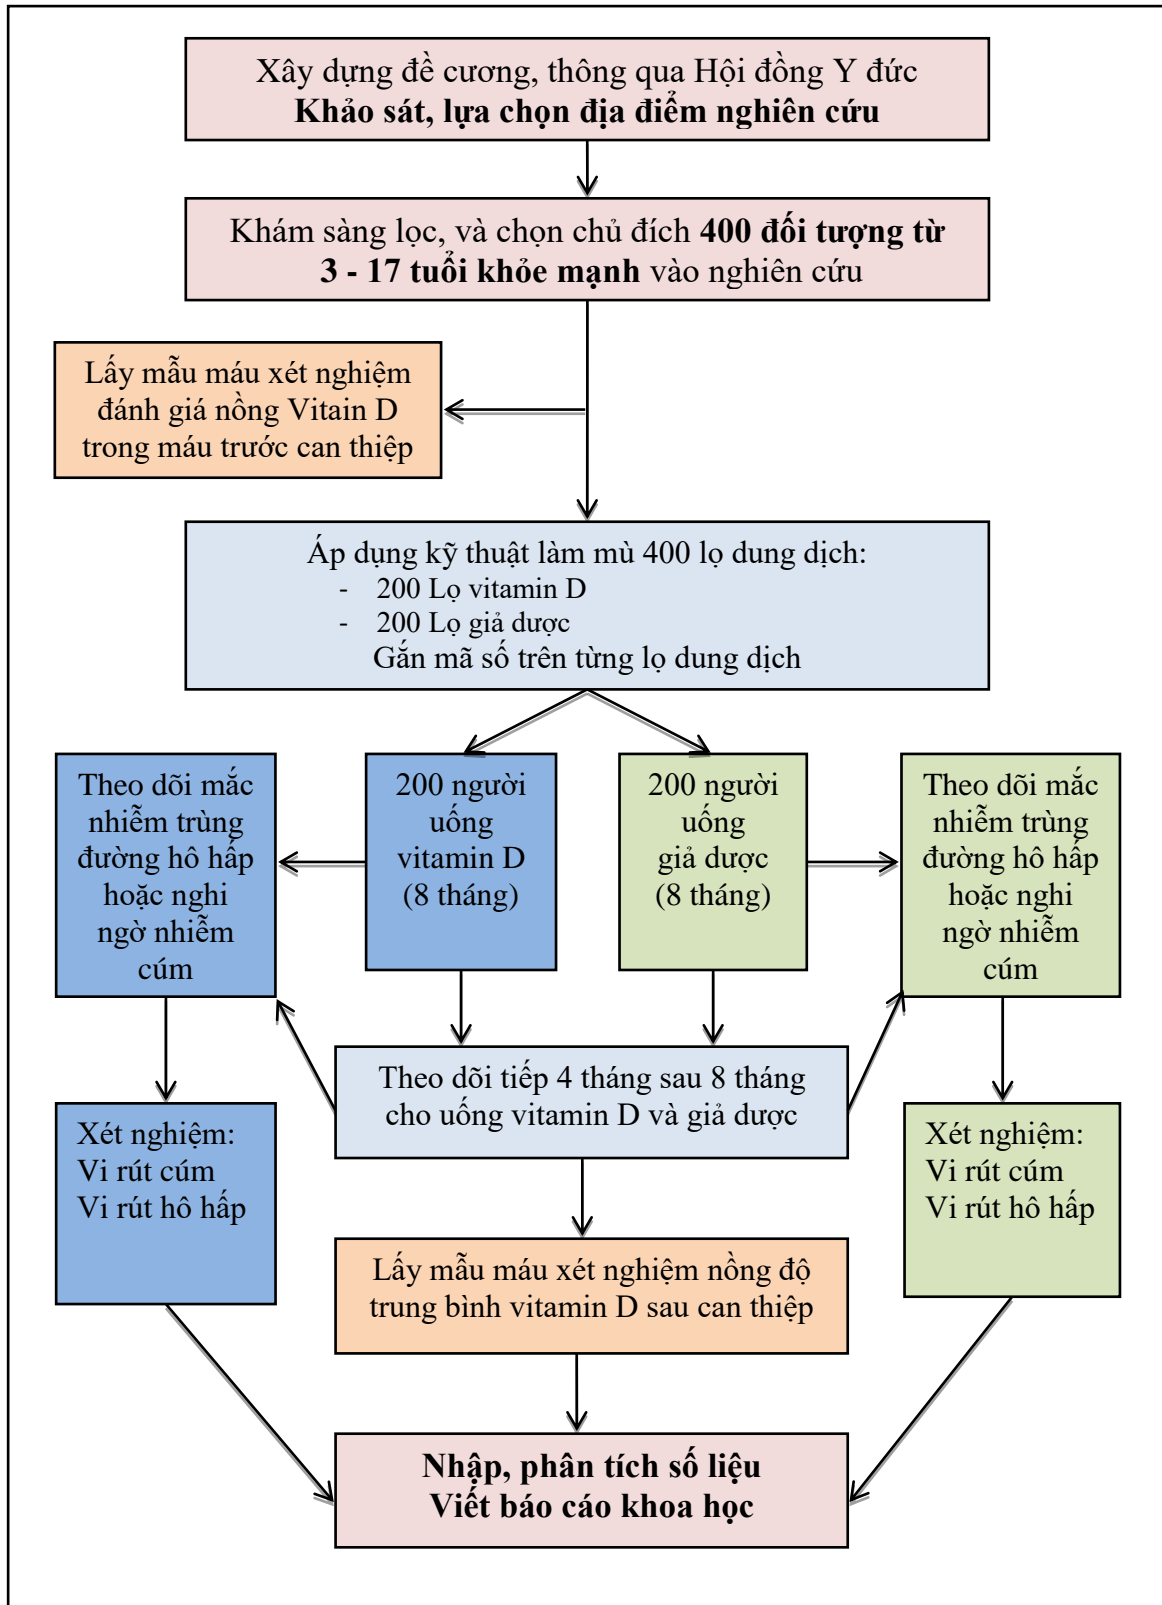 Xây dựng đề cương, thông qua Hội đồng Y đức
Khảo sát, lựa chọn địa điểm nghiên cứu
Khám sàng lọc, và chọn chủ đích 400 đối tượng từ
3 - 17 tuổi khỏe mạnh vào nghiên cứu
Lấy mẫu máu xét nghiệm
đánh giá nồng Vitain D
trong máu trước can thiệp
Áp dụng kỹ thuật làm mù 400 lọ dung dịch:
- 200 Lọ vitamin D
- 200 Lọ giả dược
Gắn mã số trên từng lọ dung dịch
Theo dõi mắc
nhiễm trùng
đường hô hấp
hoặc nghi
ngờ nhiễm
cúm
200 người
uống
vitamin D
(8 tháng)
200 người
uống
giả dược
(8 tháng)
Theo dõi mắc
nhiễm trùng
đường hô hấp
hoặc nghi
ngờ nhiễm
cúm
Theo dõi tiếp 4 tháng sau 8 tháng
cho uống vitamin D và giả dược
Xét nghiệm:
Vi rút cúm
Vi rút hô hấp
Xét nghiệm:
Vi rút cúm
Vi rút hô hấp
Lấy mẫu máu xét nghiệm nồng độ
trung bình vitamin D sau can thiệp
Nhập, phân tích số liệu
Viết báo cáo khoa học